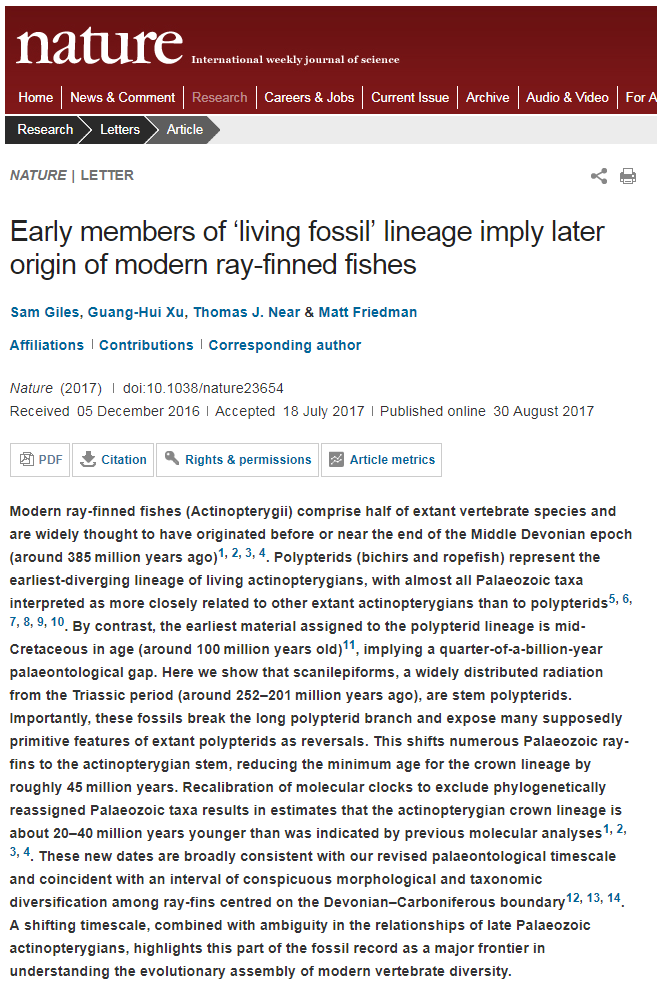 nature International weekly journal of science
Home News & Comment Research Careers & Jobs Current Issue Archive Audio & Video For A
Research Letters Article
NATURE | LETTER
Early members of ‘living fossil’ lineage imply later
origin of modern ray-finned fishes
Sam Giles, Guang-Hui Xu, Thomas J. Near & Matt Friedman
Affiliations | Contributions | Corresponding author
Nature (2017) | doi:10.1038/nature23654
Received 05 December 2016 | Accepted 18 July 2017 | Published online 30 August 2017
PDF Citation Rights & permissions Article metrics
Modern ray-finned fishes (Actinopterygii) comprise half of extant vertebrate species and
are widely thought to have originated before or near the end of the Middle Devonian epoch
(around 385 million years ago)1, 2, 3, 4. Polypterids (bichirs and ropefish) represent the
earliest-diverging lineage of living actinopterygians, with almost all Palaeozoic taxa
interpreted as more closely related to other extant actinopterygians than to polypterids5, 6,
7, 8, 9, 10. By contrast, the earliest material assigned to the polypterid lineage is mid-
Cretaceous in age (around 100 million years old)11, implying a quarter-of-a-billion-year
palaeontological gap. Here we show that scanilepiforms, a widely distributed radiation
from the Triassic period (around 252–201 million years ago), are stem polypterids.
Importantly, these fossils break the long polypterid branch and expose many supposedly
primitive features of extant polypterids as reversals. This shifts numerous Palaeozoic ray-
fins to the actinopterygian stem, reducing the minimum age for the crown lineage by
roughly 45 million years. Recalibration of molecular clocks to exclude phylogenetically
reassigned Palaeozoic taxa results in estimates that the actinopterygian crown lineage is
about 20–40 million years younger than was indicated by previous molecular analyses1, 2,
3, 4. These new dates are broadly consistent with our revised palaeontological timescale
and coincident with an interval of conspicuous morphological and taxonomic
diversification among ray-fins centred on the Devonian–Carboniferous boundary12, 13, 14.
A shifting timescale, combined with ambiguity in the relationships of late Palaeozoic
actinopterygians, highlights this part of the fossil record as a major frontier in
understanding the evolutionary assembly of modern vertebrate diversity.